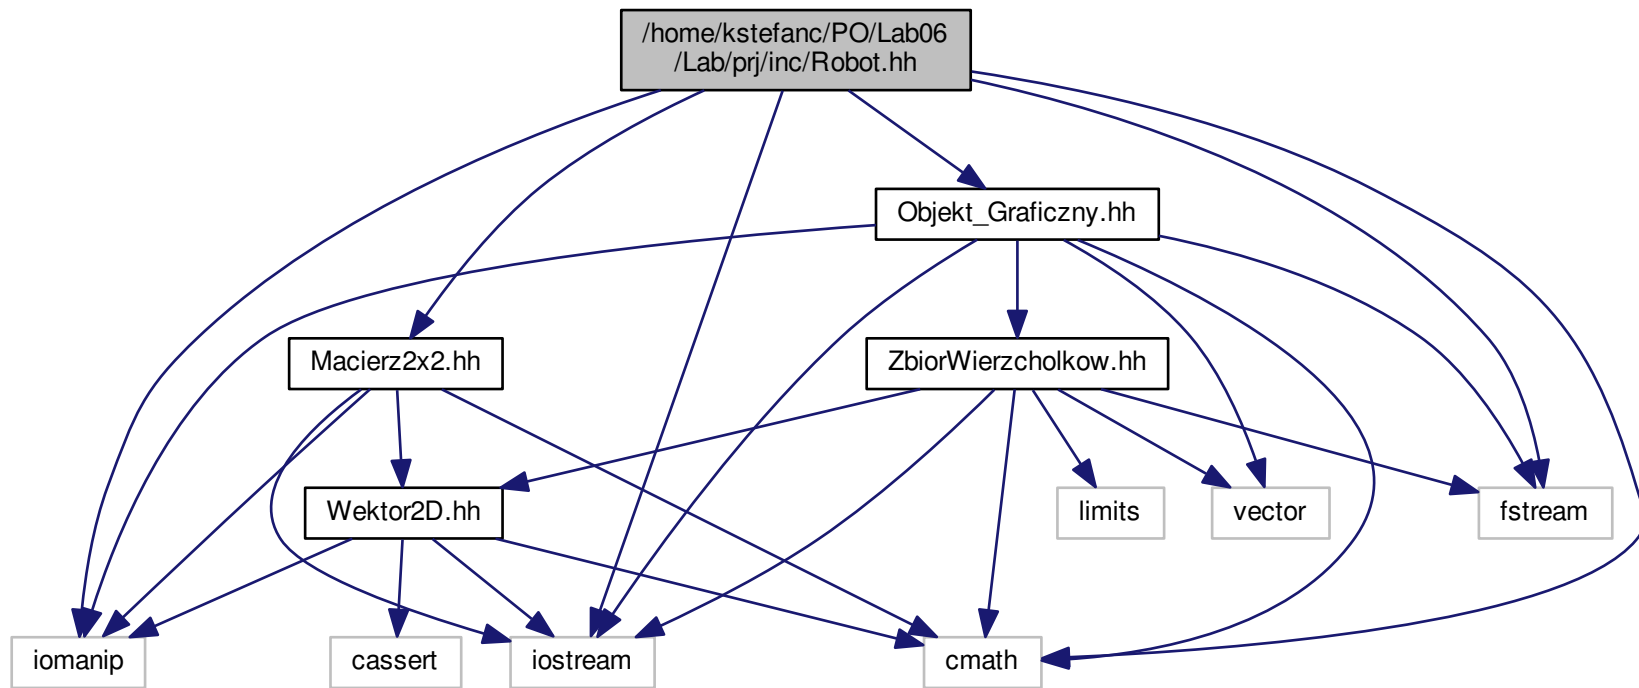 /home/kstefanc/PO/Lab06
/Lab/prj/inc/Robot.hh
Objekt_Graficzny.hh
Macierz2x2.hh
ZbiorWierzcholkow.hh
Wektor2D.hh
limits
vector
fstream
iomanip
cassert
iostream
cmath